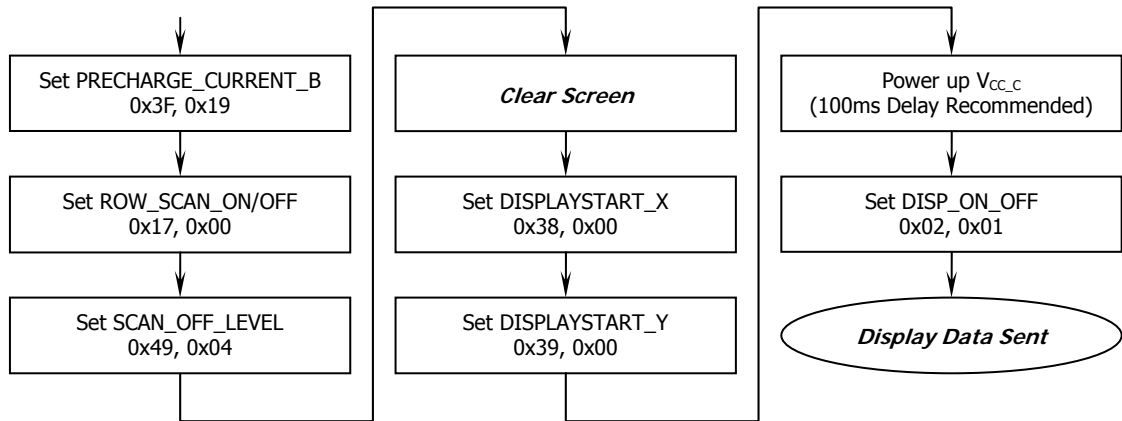 Set PRECHARGE_CURRENT_B
0x3F, 0x19
Set ROW_SCAN_ON/OFF
0x17, 0x00
Set SCAN_OFF_LEVEL
0x49, 0x04
Clear Screen
Set DISPLAYSTART_X
0x38, 0x00
Set DISPLAYSTART_Y
0x39, 0x00
Power up VCC_C
(100ms Delay Recommended)
Set DISP_ON_OFF
0x02, 0x01
Display Data Sent